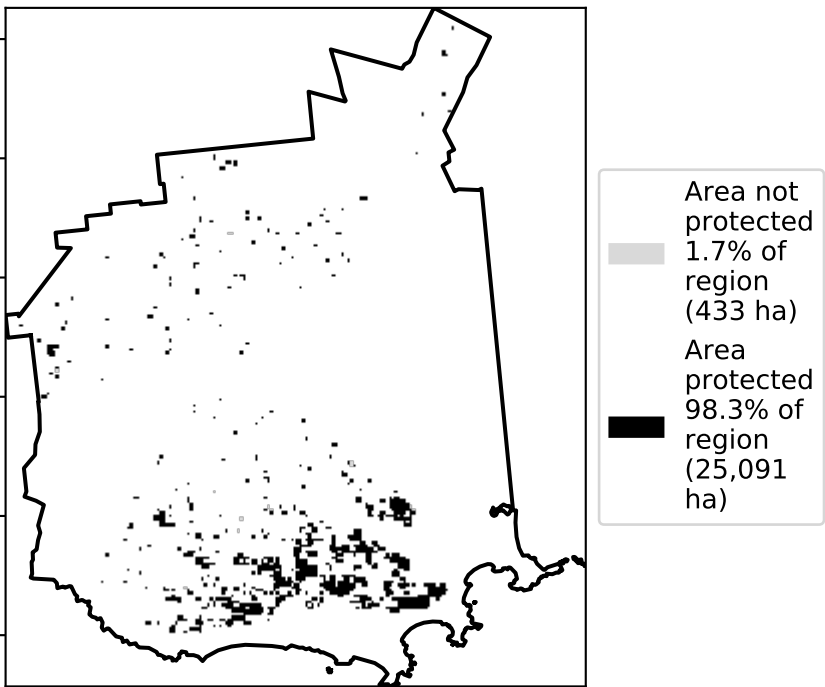 Area not
protected
1.7% of
region
(433 ha)
Area
protected
98.3% of
region
(25,091
ha)